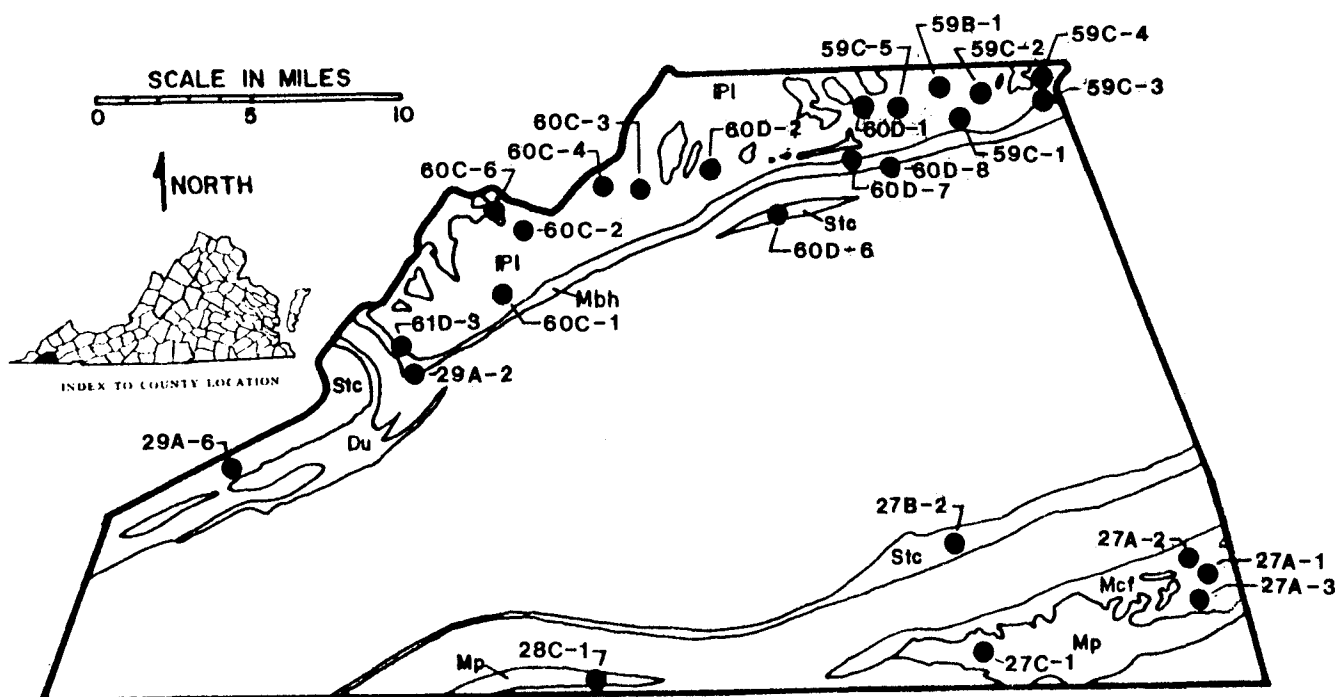 59B-1
59C-4
59C-5
59C-2
SCALE IN MILES
IPl
59C-3
0 5 10
60C-3
60D-2
60D-1
60C-4
59C-1
60C-6
60D-8
NORTH
60D-7
Stc
60C-2
60D-6
IPl
Mbh
61D-3
60C-1
INDEX TO COUNTY LOCATION
Stc
29A-2
Du
29A-6
27B-2
27A-2
Stc
27A-1
Mcf
27A-3
Mp
28C-1
Mp
27C-1